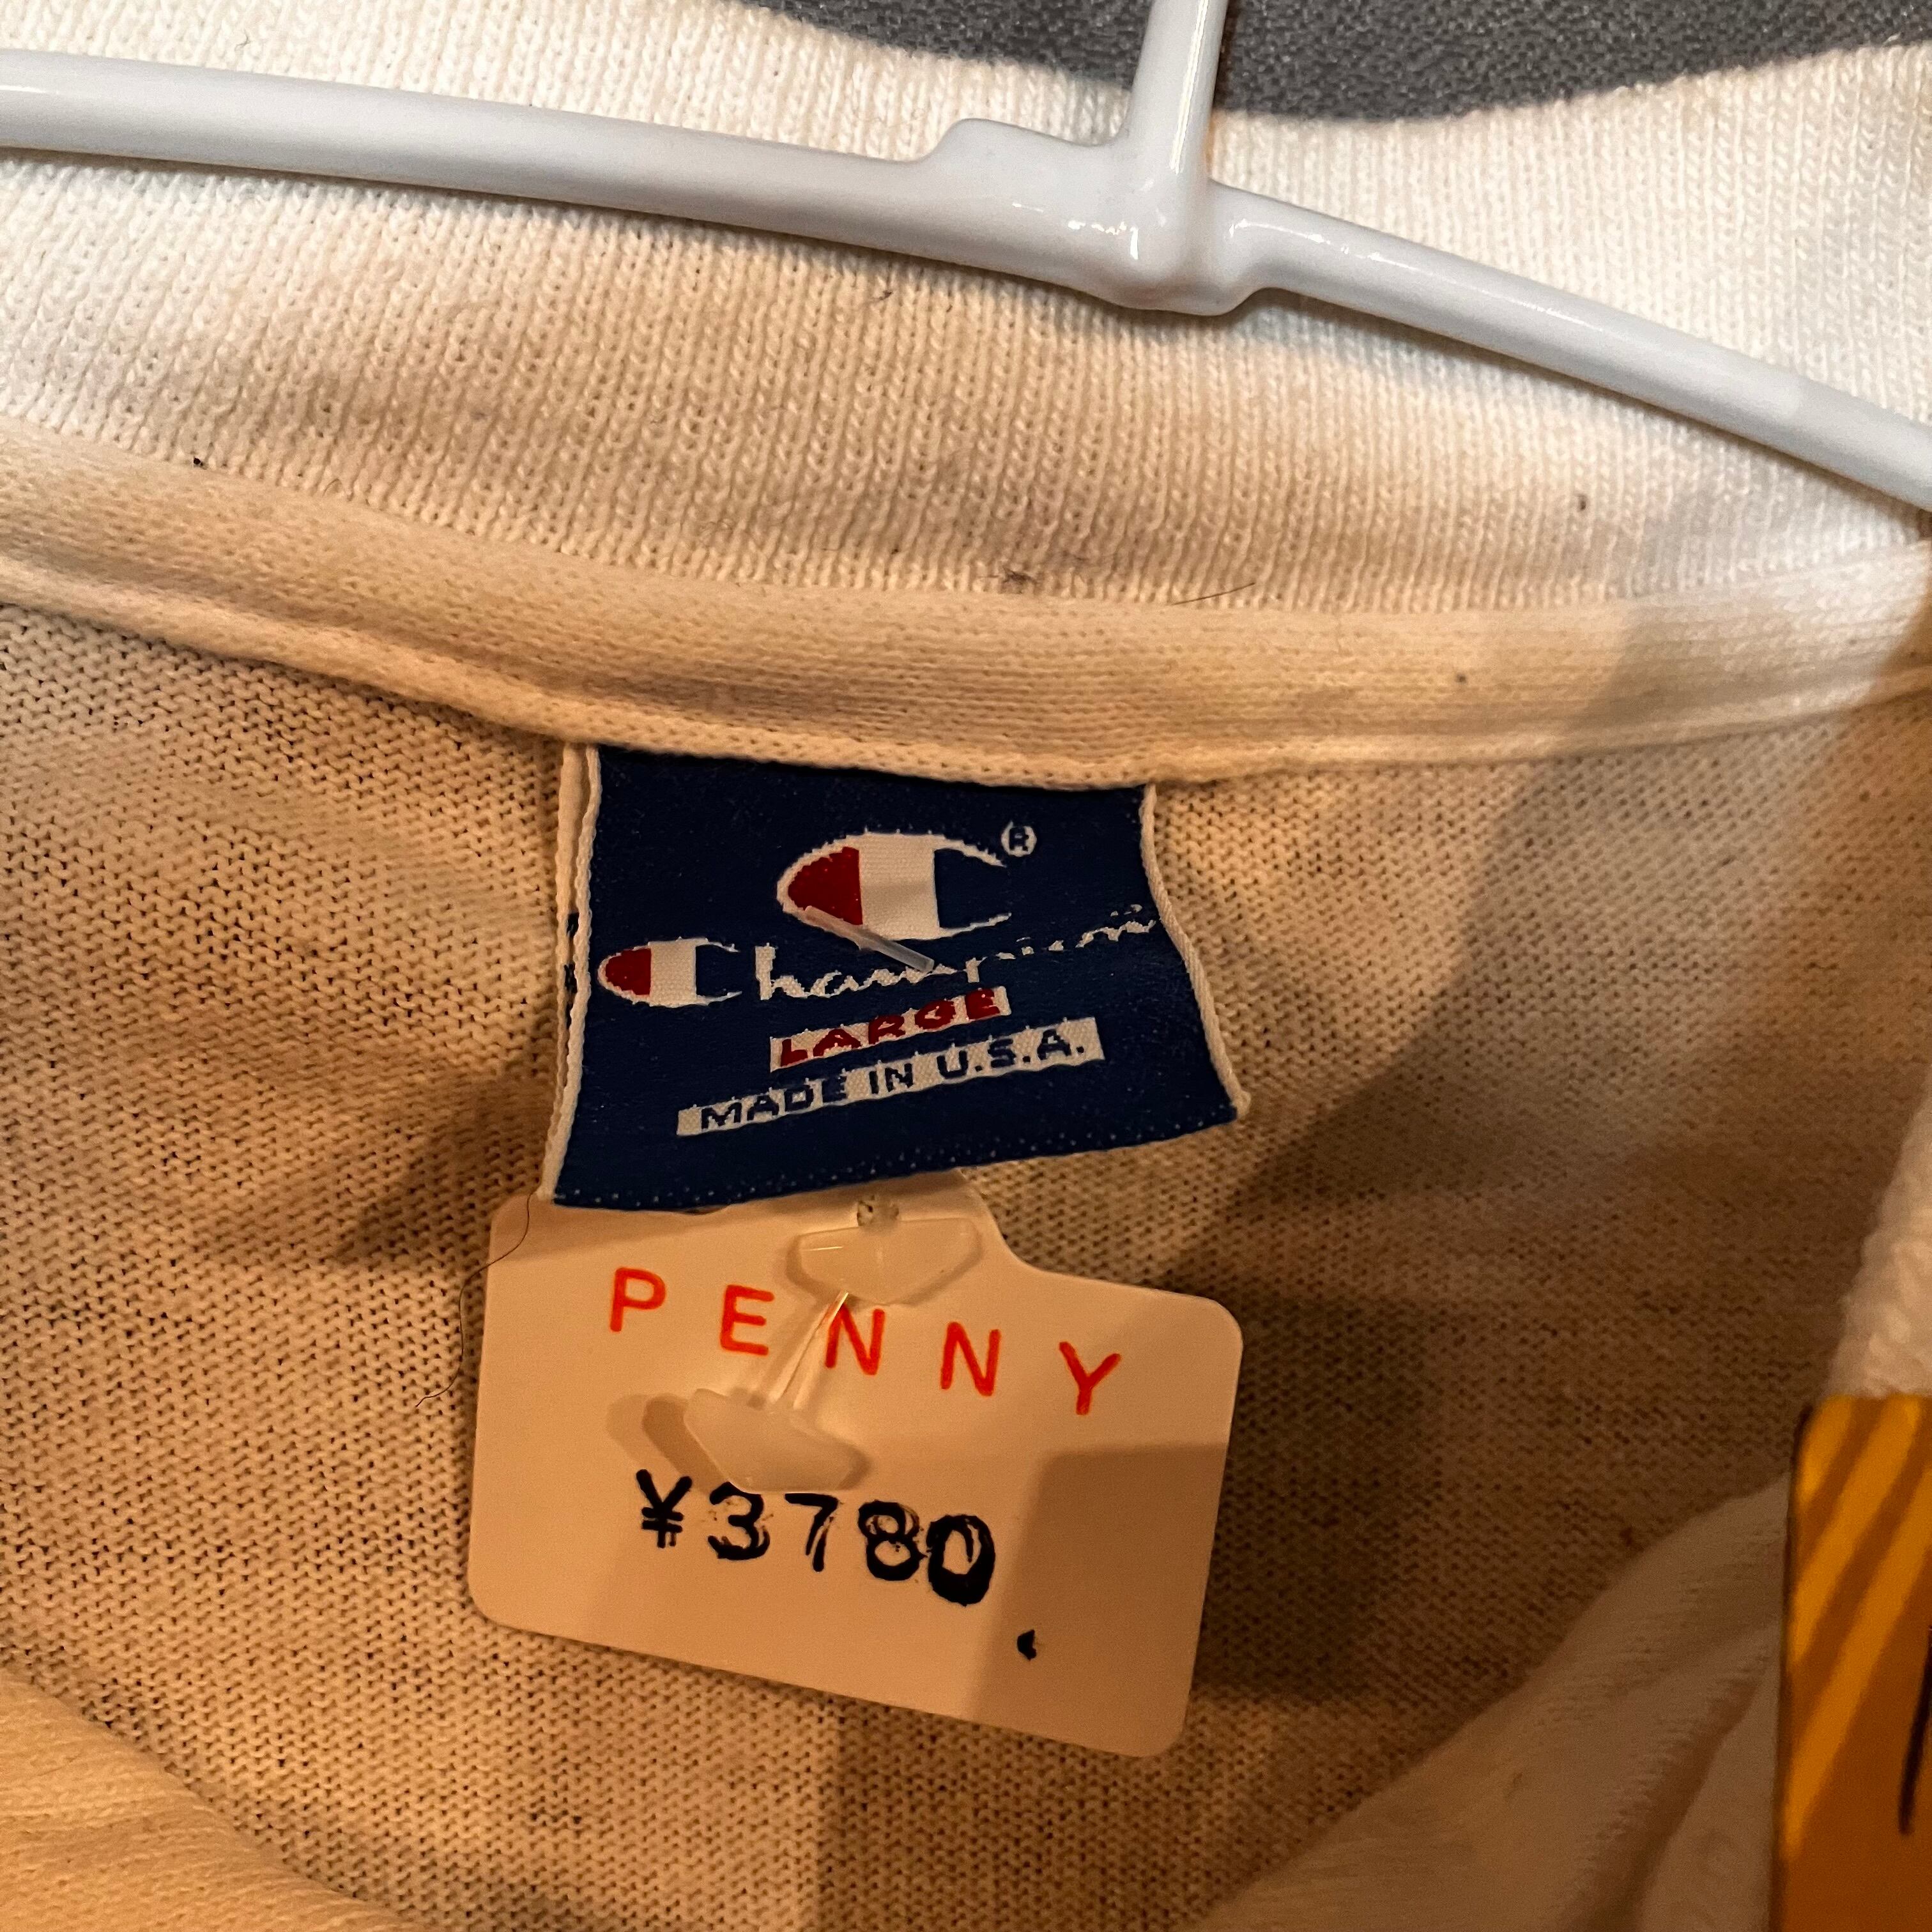 ®
Champion
LARGE
MADE IN U.S.A.
PENNY
¥3780